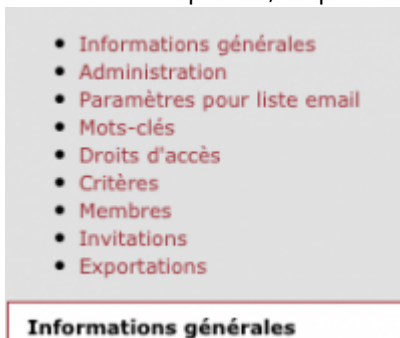 Informations générales
Administration
Paramètres pour liste email
Mots-clés
Droits d'accès
Critères
Membres
Invitations
Exportations
Informations générales